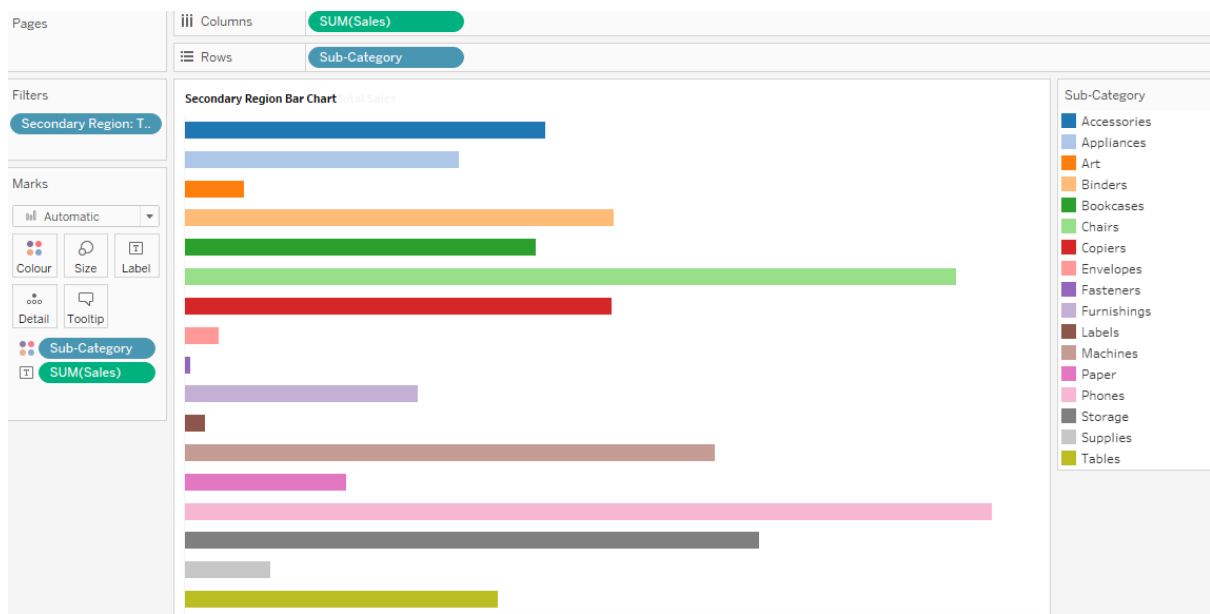 Pages
Columns
SUM(Sales)
Rows
Sub-Category
Filters
Secondary Region: T..
Marks
Automatic
Colour
Size
T
Label
Detail
Tooltip
Sub-Category
T
SUM(Sales)
Secondary Region Bar Chart
Total Sales
Sub-Category
Accessories
Appliances
Art
Binders
Bookcases
Chairs
Copiers
Envelopes
Fasteners
Furnishings
Labels
Machines
Paper
Phones
Storage
Supplies
Tables